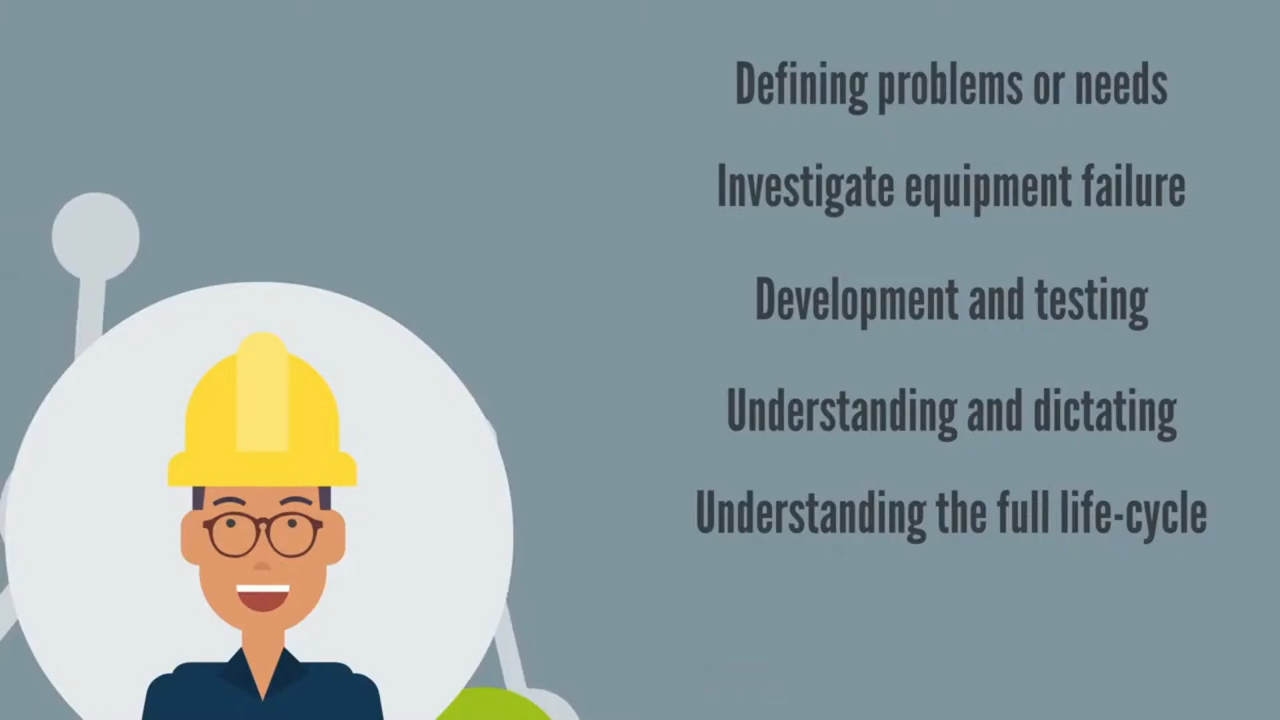 Defining problems or needs
Investigate equipment failure
Development and testing
Understanding and dictating
Understanding the full life-cycle